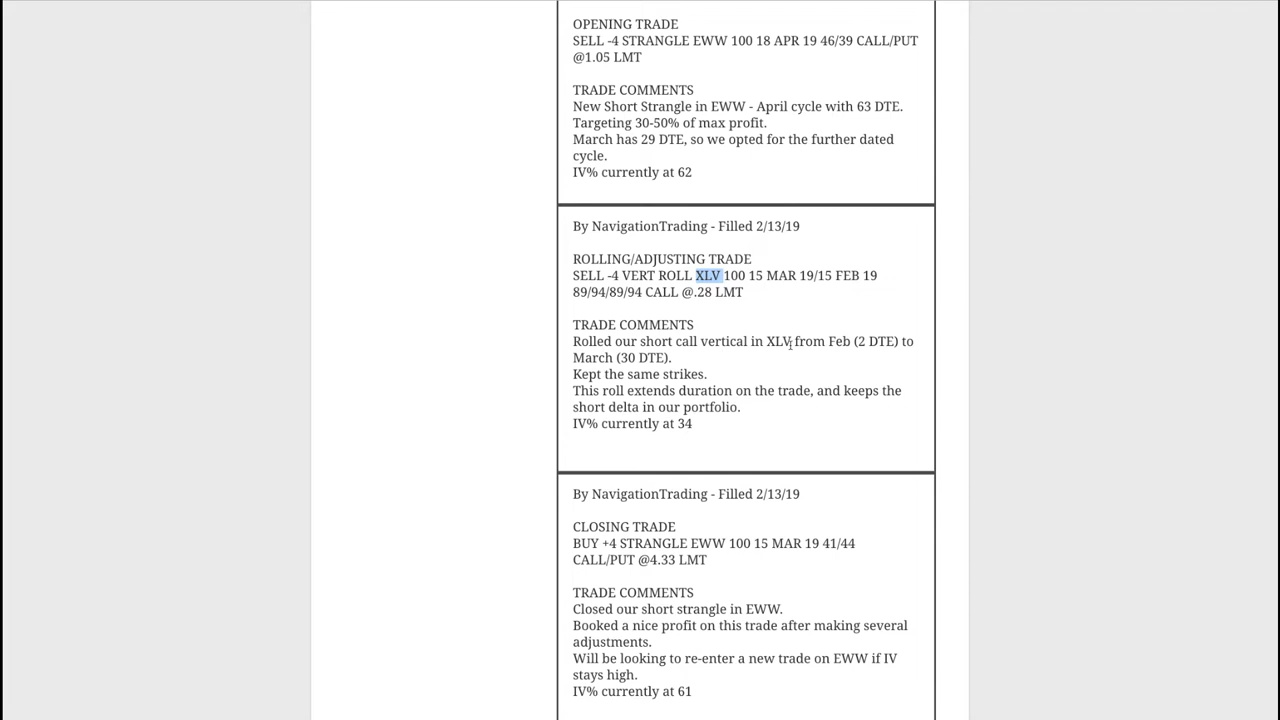 OPENING TRADE
SELL -4 STRANGLE EWW 100 18 APR 19 46/39 CALL/PUT
@1.05 LMT
TRADE COMMENTS
New Short Strangle in EWW - April cycle with 63 DTE.
Targeting 30-50% of max profit.
March has 29 DTE, so we opted for the further dated
cycle.
IV% currently at 62
By NavigationTrading - Filled 2/13/19
ROLLING/ADJUSTING TRADE
SELL -4 VERT ROLL XLV 100 15 MAR 19/15 FEB 19
89/94/89/94 CALL @.28 LMT
TRADE COMMENTS
Rolled our short call vertical in XLV from Feb (2 DTE) to
March (30 DTE).
Kept the same strikes.
This roll extends duration on the trade, and keeps the
short delta in our portfolio.
IV% currently at 34
By NavigationTrading - Filled 2/13/19
CLOSING TRADE
BUY +4 STRANGLE EWW 100 15 MAR 19 41/44
CALL/PUT @4.33 LMT
TRADE COMMENTS
Closed our short strangle in EWW.
Booked a nice profit on this trade after making several
adjustments.
Will be looking to re-enter a new trade on EWW if IV
stays high.
IV% currently at 61